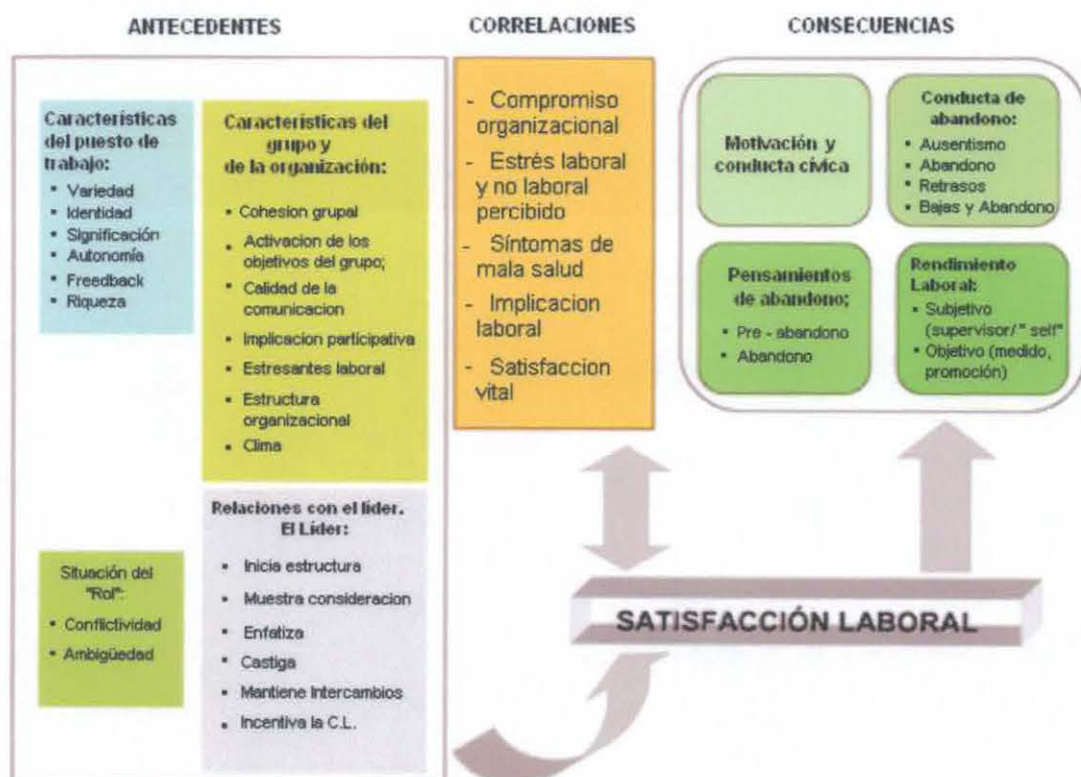 ANTECEDENTES
CORRELACIONES
CONSECUENCIAS
Características
del puesto de
trabajo:
▪ Variedad
▪ Identidad
▪ Significación
▪ Autonomía
▪ Freedback
▪ Riqueza
Características del
grupo y
de la organización:
▪ Cohesion grupal
▪ Activacion de los
objetivos del grupo;
▪ Calidad de la
comunicacion
▪ Implicacion participativa
▪ Estresantes laboral
▪ Estructura
organizacional
▪ Clima
Situación del
"Rol":
▪ Conflictividad
▪ Ambigüedad
Relaciones con el líder.
El Líder:
▪ Inicia estructura
▪ Muestra consideracion
▪ Enfatiza
▪ Castiga
▪ Mantiene Intercambios
▪ Incentiva la C.L.
- Compromiso
organizacional
- Estrés laboral
y no laboral
percibido
- Síntomas de
mala salud
- Implicacion
laboral
- Satisfaccion
vital
Motivación y
conducta cívica
Conducta de
abandono:
▪ Ausentismo
▪ Abandono
▪ Retrasos
▪ Bajas y Abandono
Pensamientos
de abandono;
▪ Pre - abandono
▪ Abandono
Rendimiento
Laboral:
▪ Subjetivo
(supervisor/." self"
▪ Objetivo (medido,
promoción)
SATISFACCIÓN LABORAL